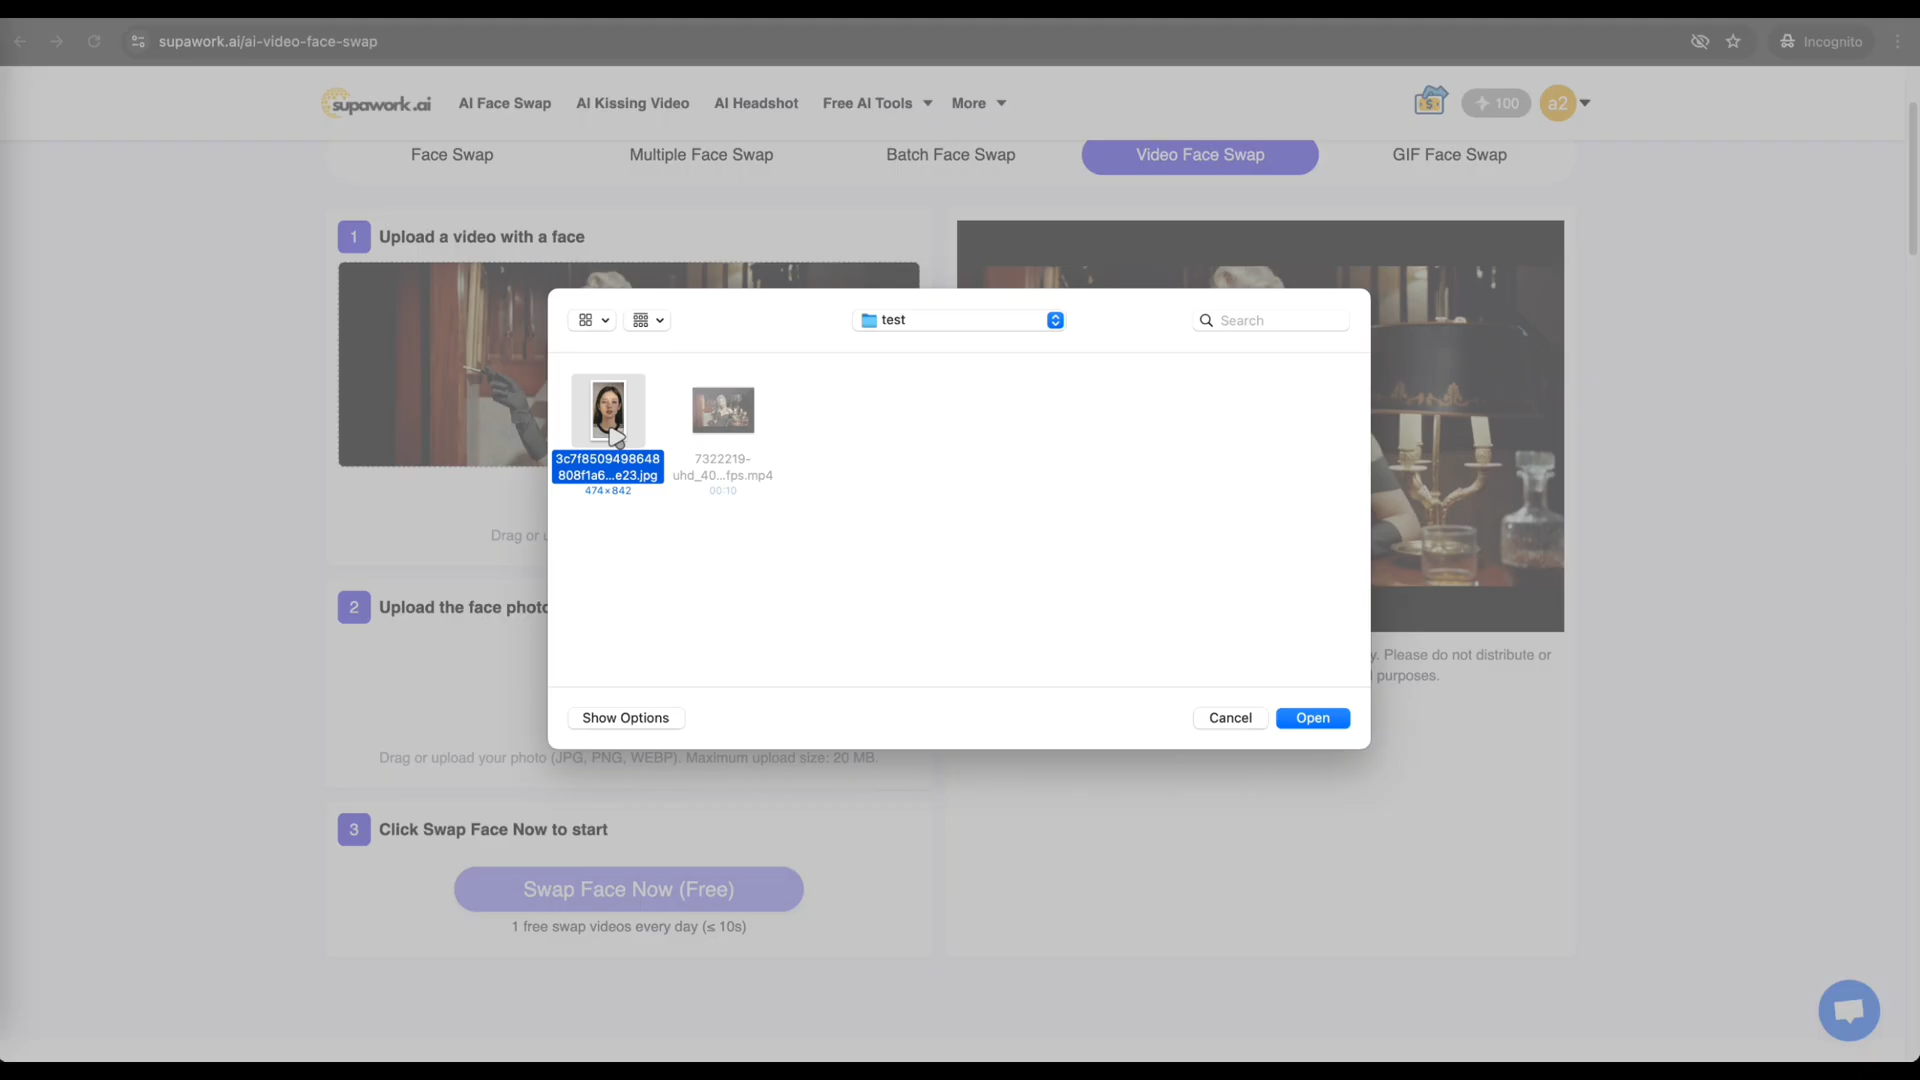 supawork.ai/ai-video-face-swap
Incognito
supawork.ai
AI Face Swap
AI Kissing Video
AI Headshot
Free AI Tools
More
$
100
a2
Face Swap
Multiple Face Swap
Batch Face Swap
Video Face Swap
GIF Face Swap
1
Upload a video with a face
test
Search
3c7f8509498648
808f1a6...e23.jpg
474×842
7322219-
uhd_40...fps.mp4
00:10
Drag or u
2
Upload the face photo
y. Please do not distribute or
purposes.
Show Options
Cancel
Open
Drag or upload your photo (JPG, PNG, WEBP). Maximum upload size: 20 MB.
3
Click Swap Face Now to start
Swap Face Now (Free)
1 free swap videos every day (≤ 10s)